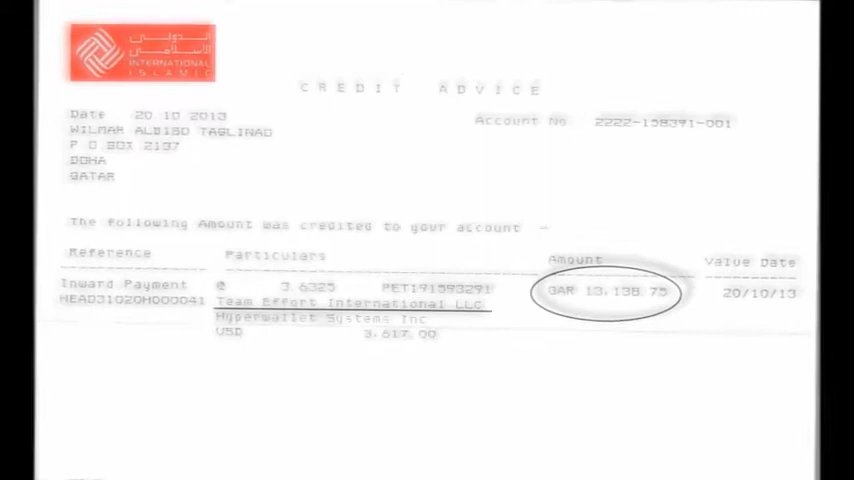 الدولي
الإسلامي
INTERNATIONAL
ISLAMIC
CREDIT ADVICE
Date 20 10 2013
Account No 2222-158391-001
WILMAR ALBISO TAGLINAO
P O BOX 2137
DOHA
QATAR
The following Amount was credited to your account -
Reference Particulars Amount Value Date
Inward Payment @ 3.6325 PET191593291 QAR 13,138.75 20/10/13
HEAD31020H000041 Team Effort International LLC
Hyperwallet Systems Inc
USD 3,617.00